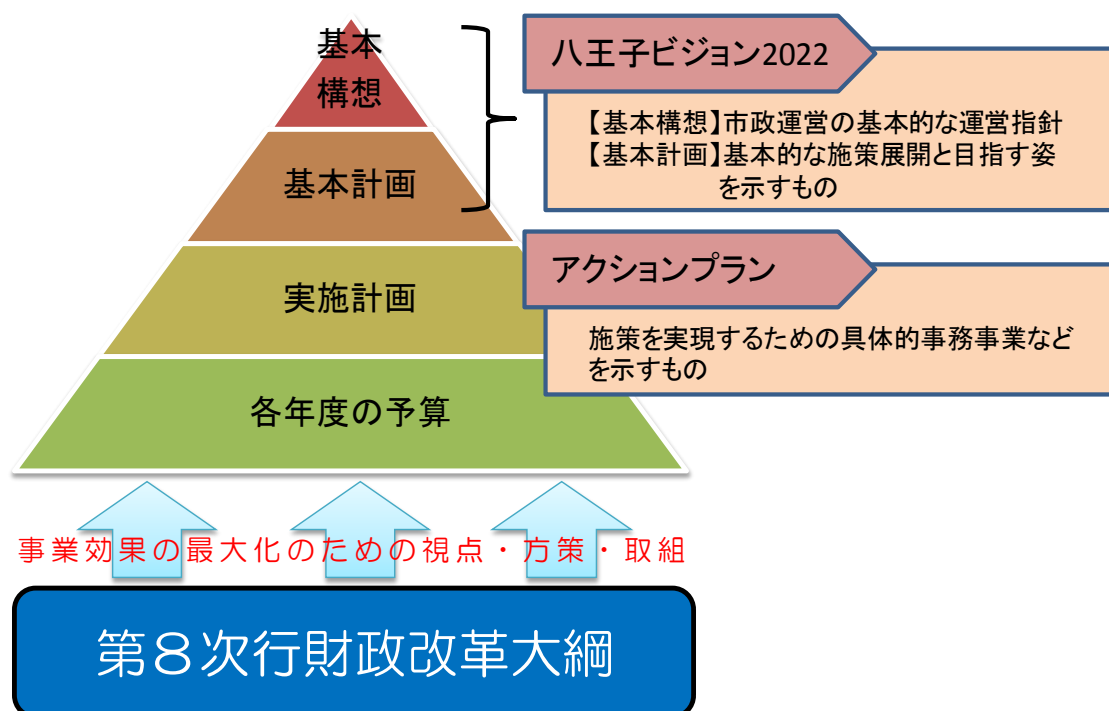 基本
構想
基本計画
実施計画
各年度の予算
八王子ビジョン2022
【基本構想】市政運営の基本的な運営指針
【基本計画】基本的な施策展開と目指す姿
を示すもの
アクションプラン
施策を実現するための具体的事務事業など
を示すもの
事業効果の最大化のための視点・方策・取組
第８次行財政改革大綱